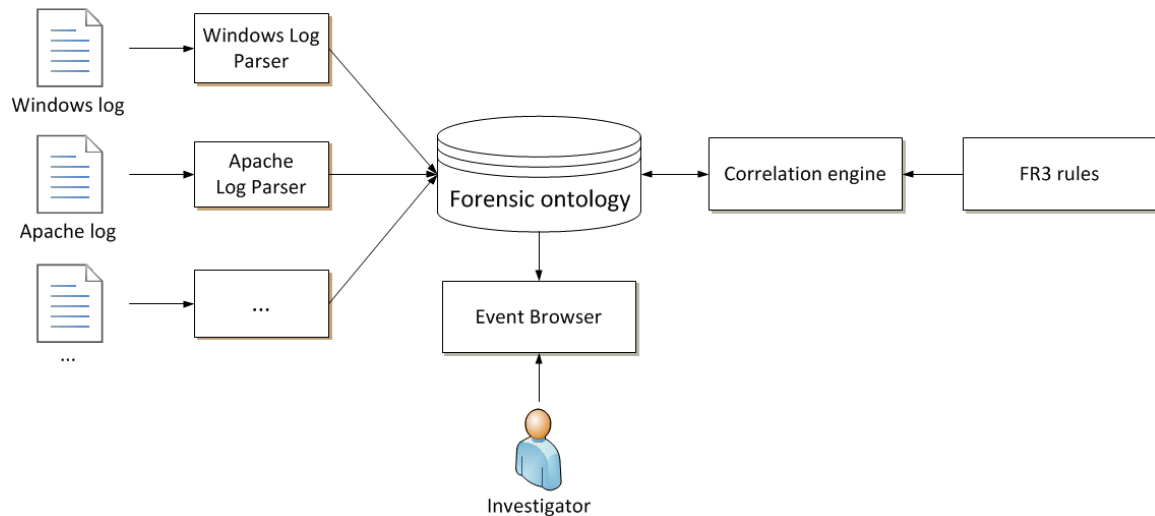 Windows log
Windows Log
Parser
Apache log
Apache
Log Parser
...
...
Forensic ontology
Correlation engine
FR3 rules
Event Browser
Investigator